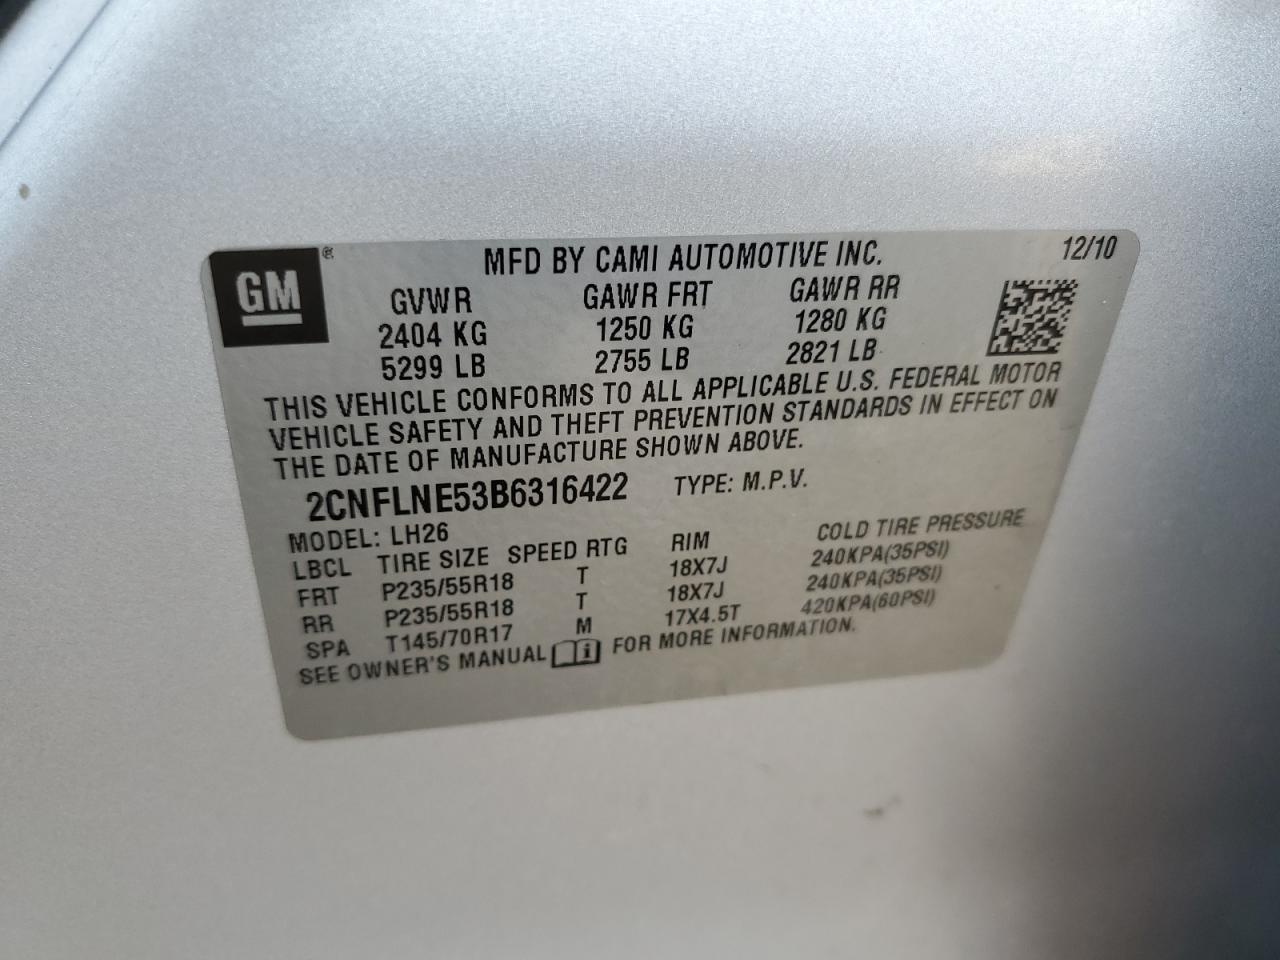 GM ® MFD BY CAMI AUTOMOTIVE INC. 12/10
GVWR GAWR FRT GAWR RR
2404 KG 1250 KG 1280 KG
5299 LB 2755 LB 2821 LB
THIS VEHICLE CONFORMS TO ALL APPLICABLE U.S. FEDERAL MOTOR
VEHICLE SAFETY AND THEFT PREVENTION STANDARDS IN EFFECT ON
THE DATE OF MANUFACTURE SHOWN ABOVE.
2CNFLNE53B6316422 TYPE: M.P.V.
MODEL: LH26
LBCL TIRE SIZE SPEED RTG RIM COLD TIRE PRESSURE
FRT P235/55R18 T 18X7J 240KPA(35PSI)
RR P235/55R18 T 18X7J 240KPA(35PSI)
SPA T145/70R17 M 17X4.5T 420KPA(60PSI)
SEE OWNER'S MANUAL i FOR MORE INFORMATION.